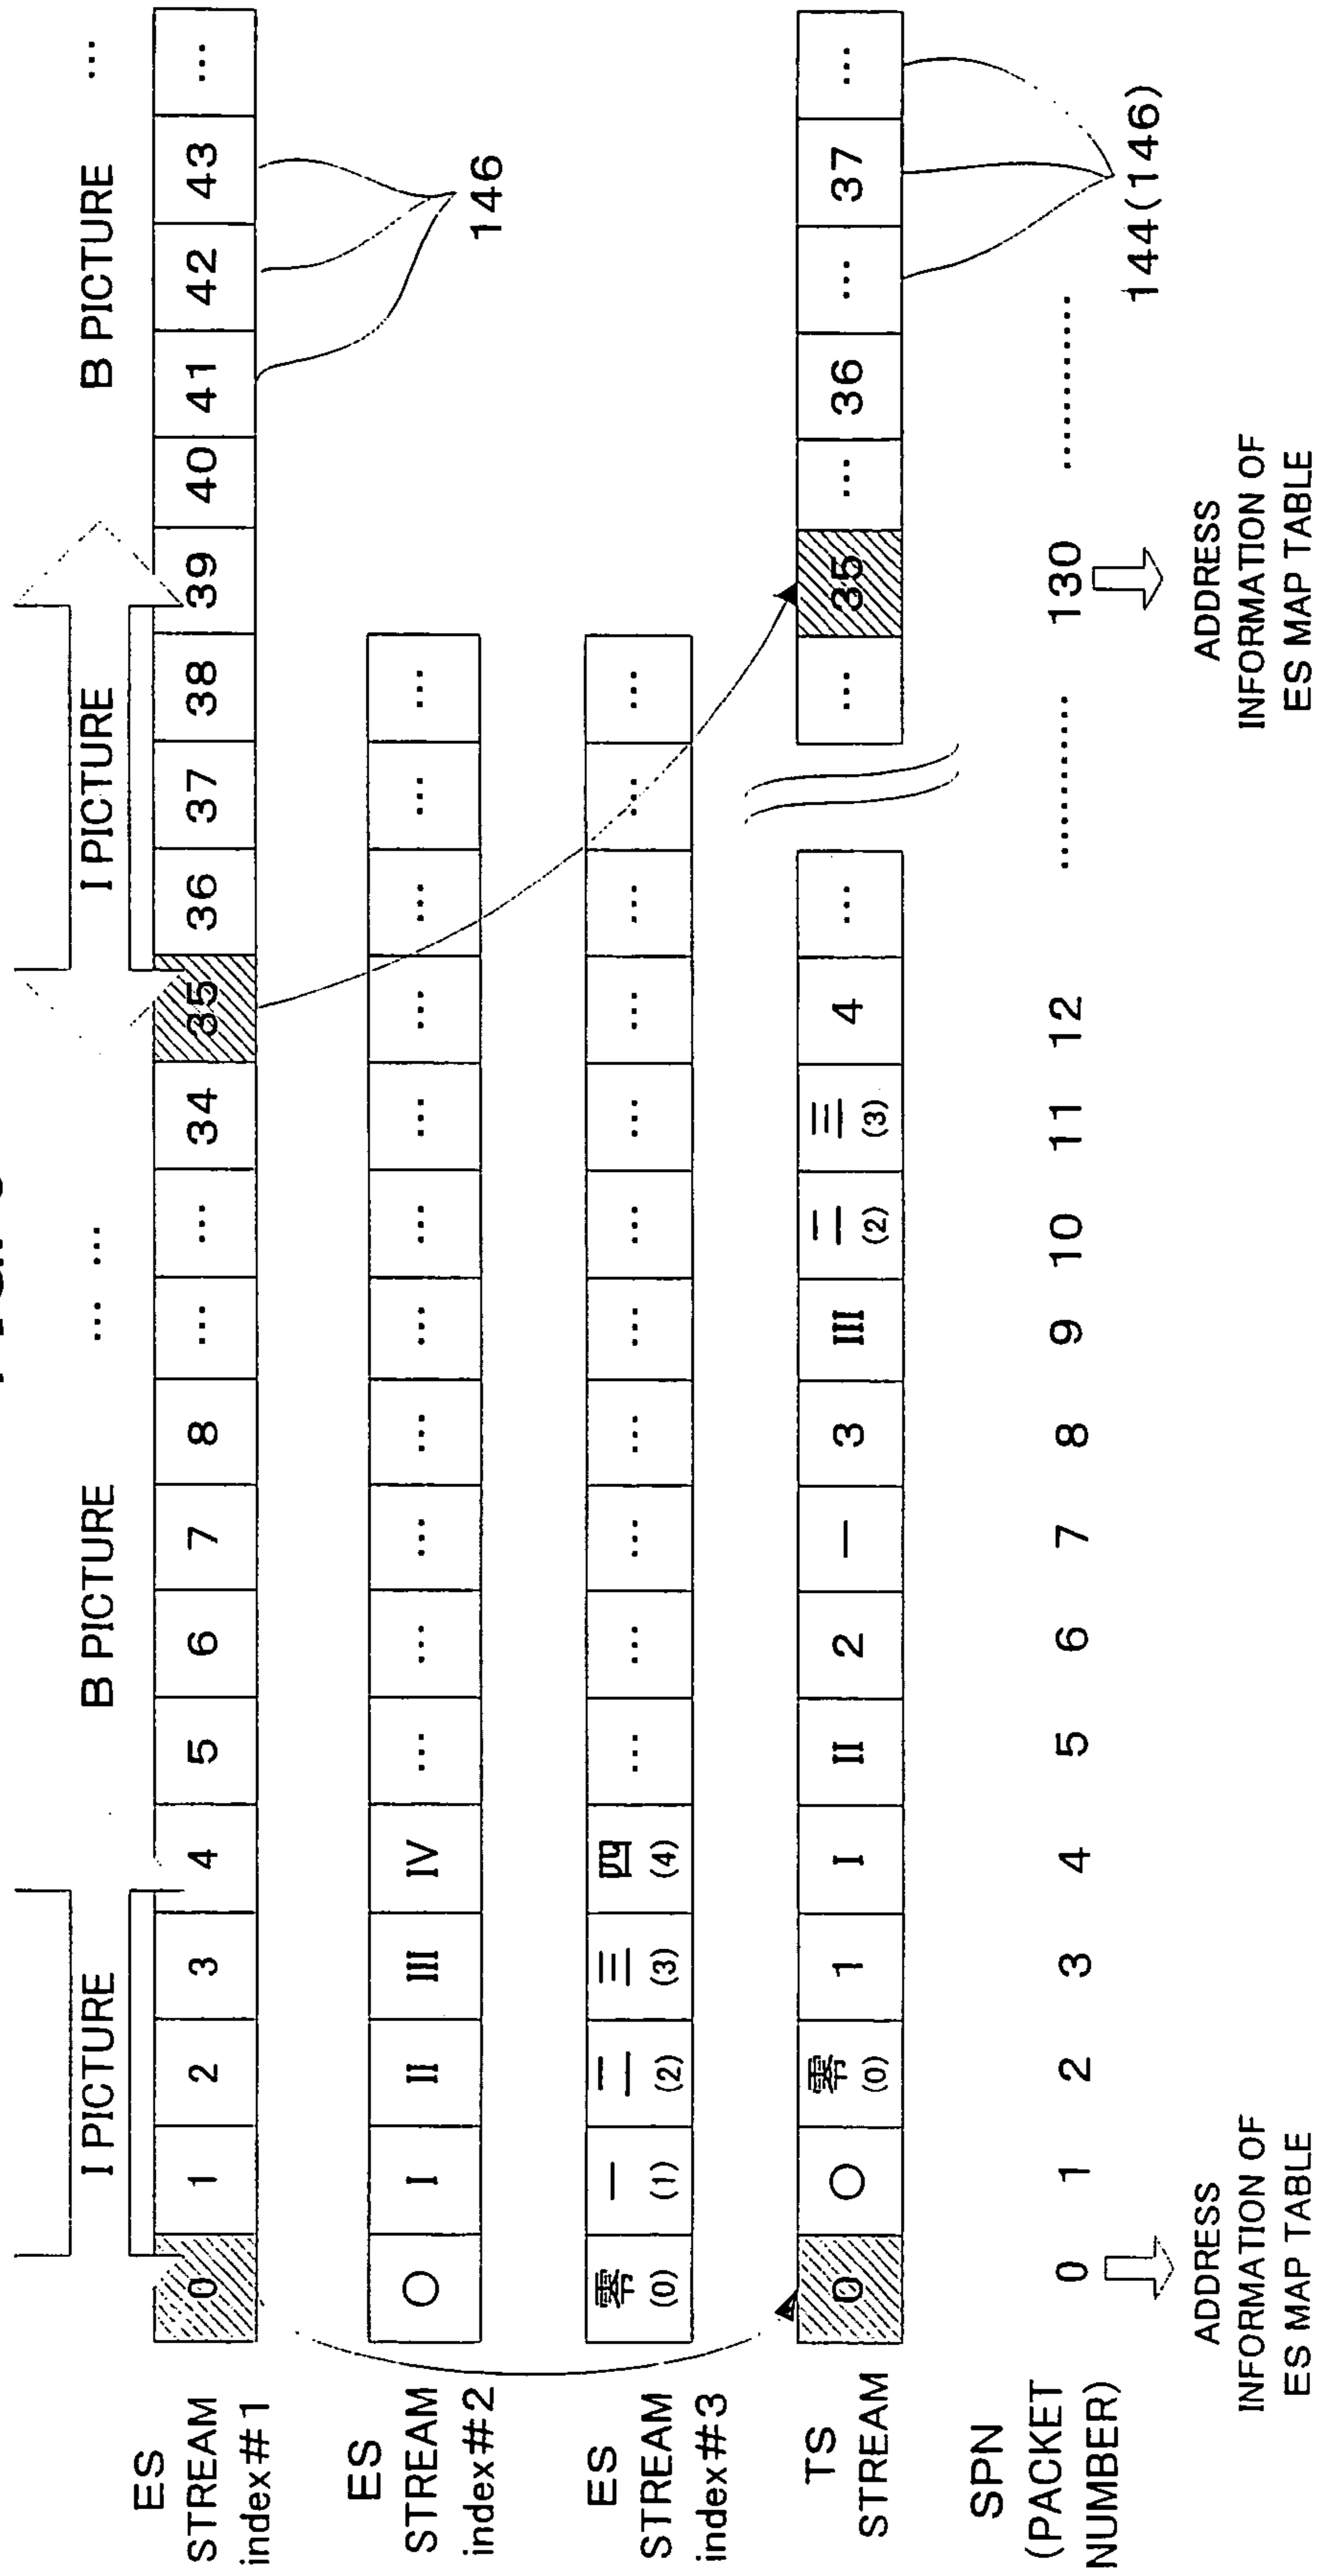 I PICTURE B PICTURE ... ... I PICTURE B PICTURE ...
ES
STREAM
index#1
0 1 2 3 4 5 6 7 8 ... ... 34 35 36 37 38 39 40 41 42 43 ...
146
ES
STREAM
index#2
〇 I II III IV ... ... ... ... ... ... ... ... ... ... ...
ES
STREAM
index#3
零 一 二 三 四 ... ... ... ... ... ... ... ... ... ... ...
(0) (1) (2) (3) (4)
TS
STREAM
0 〇 零 1 I II 2 一 3 III 二 三 4 ... ... 35 ... 36 ... 37 ...
(0) (2) (3)
144(146)
SPN
(PACKET
NUMBER)
0 1 2 3 4 5 6 7 8 9 10 11 12 ........... 130 ...........
ADDRESS
INFORMATION OF
ES MAP TABLE
ADDRESS
INFORMATION OF
ES MAP TABLE